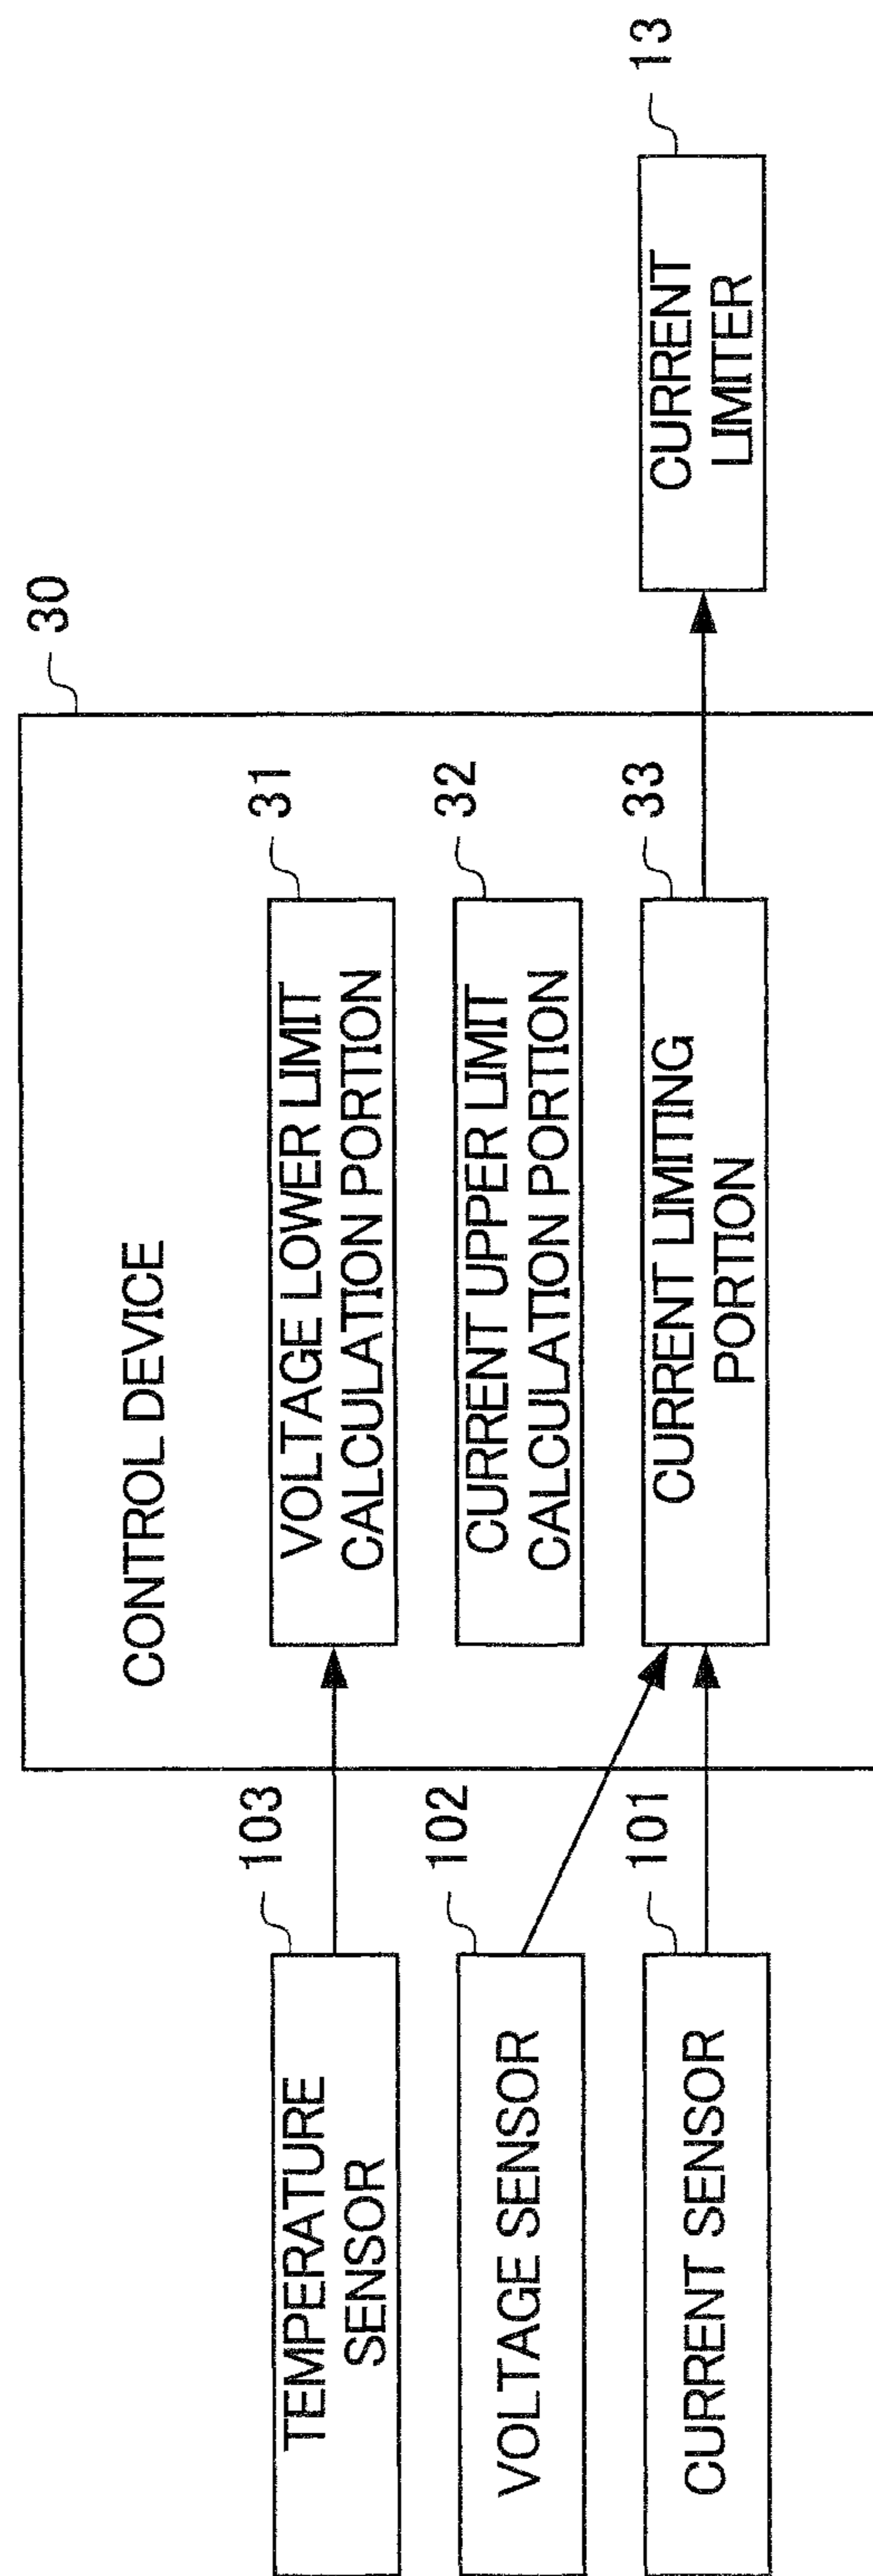 CONTROL DEVICE
30
TEMPERATURE
SENSOR
103
VOLTAGE LOWER LIMIT
CALCULATION PORTION
31
VOLTAGE SENSOR
102
CURRENT UPPER LIMIT
CALCULATION PORTION
32
CURRENT SENSOR
101
CURRENT LIMITING
PORTION
33
CURRENT
LIMITER
13